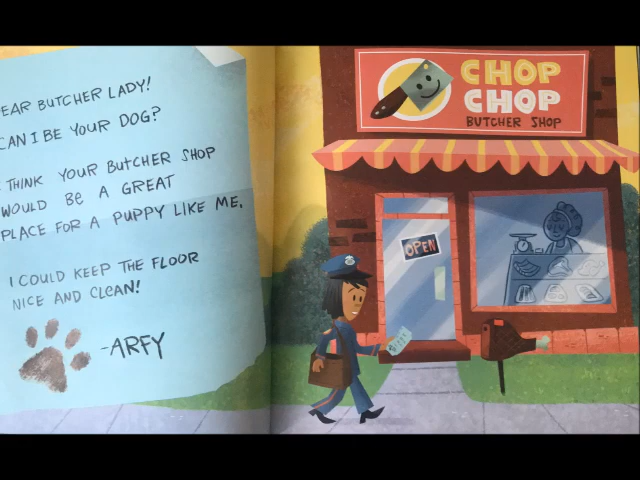 EAR BUTCHER LADY!
CAN I BE YOUR DOG?
THINK YOUR BUTCHER SHOP
WOULD BE A GREAT
PLACE FOR A PUPPY LIKE ME.
I COULD KEEP THE FLOOR
NICE AND CLEAN!
-ARFY
CHOP
CHOP
BUTCHER SHOP
OPEN